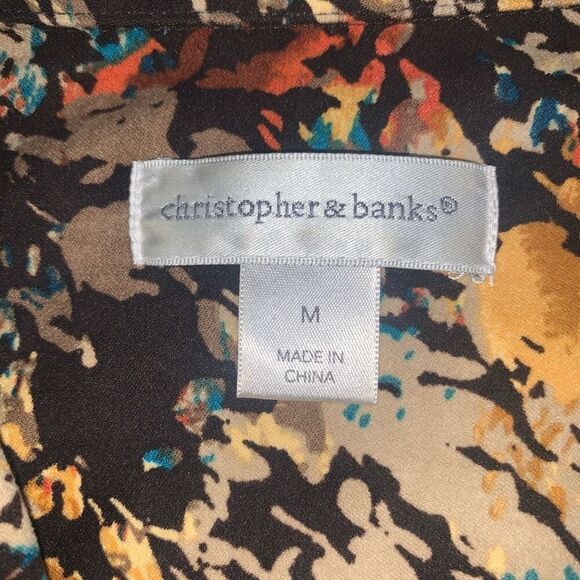 christopher & banks®
M
MADE IN
CHINA